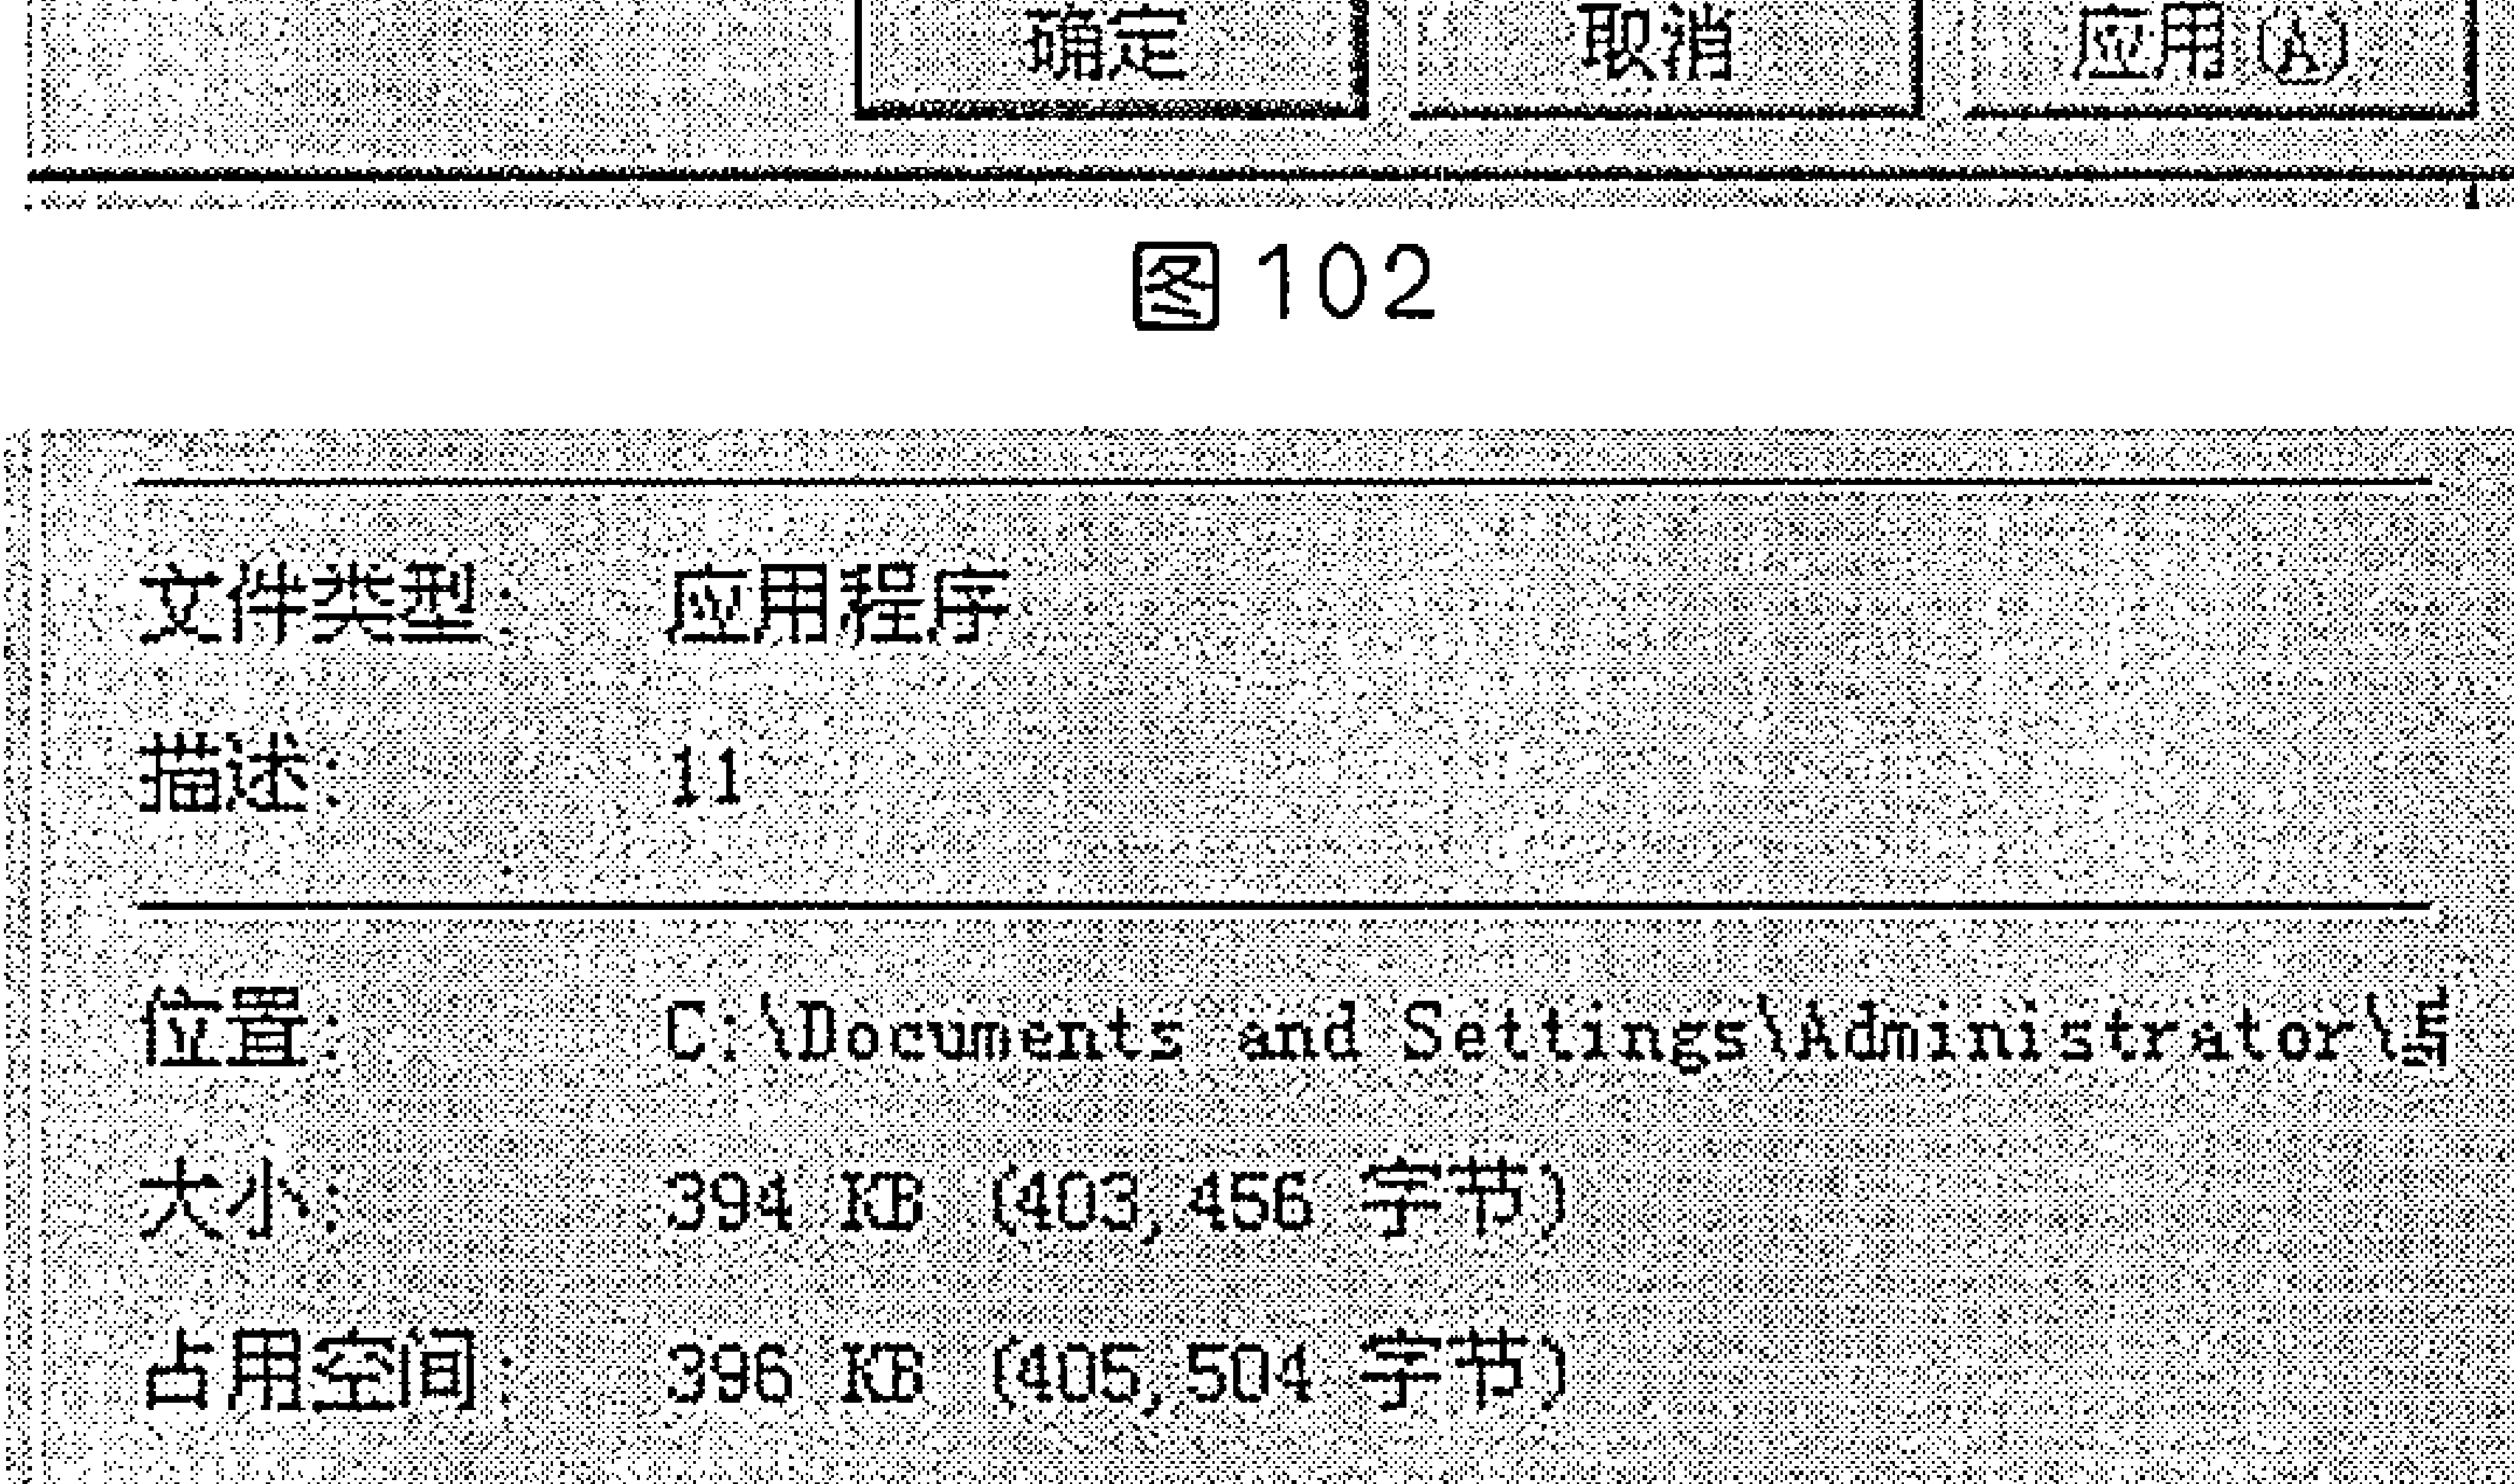 确定 取消 应用(A)
图102
文件类型: 应用程序
描述: 11
位置: C:\Documents and Settings\Administrator\
大小: 394 KB (403,456 字节)
占用空间: 396 KB (405,504 字节)